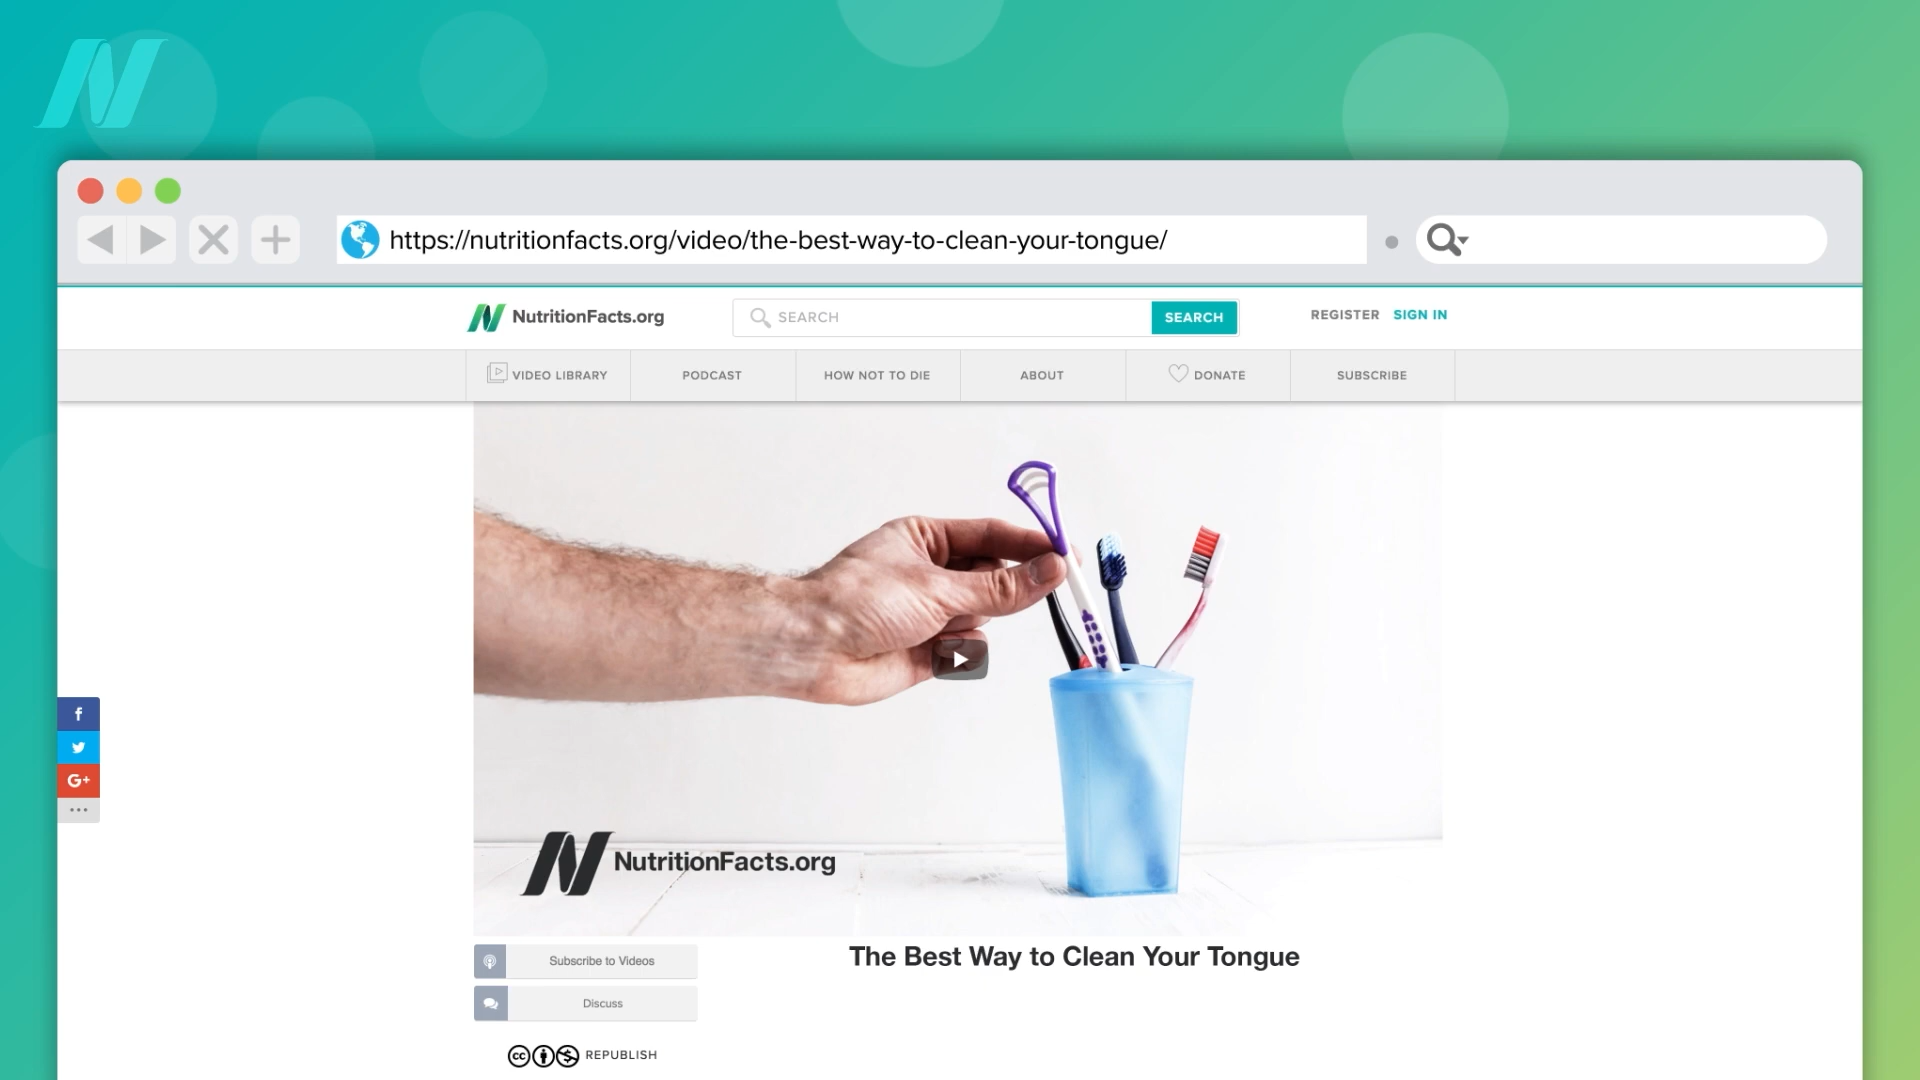 https://nutritionfacts.org/video/the-best-way-to-clean-your-tongue/
NutritionFacts.org
SEARCH
SEARCH
REGISTER SIGN IN
VIDEO LIBRARY
PODCAST
HOW NOT TO DIE
ABOUT
DONATE
SUBSCRIBE
f
G+
NutritionFacts.org
Subscribe to Videos
The Best Way to Clean Your Tongue
Discuss
cc REPUBLISH